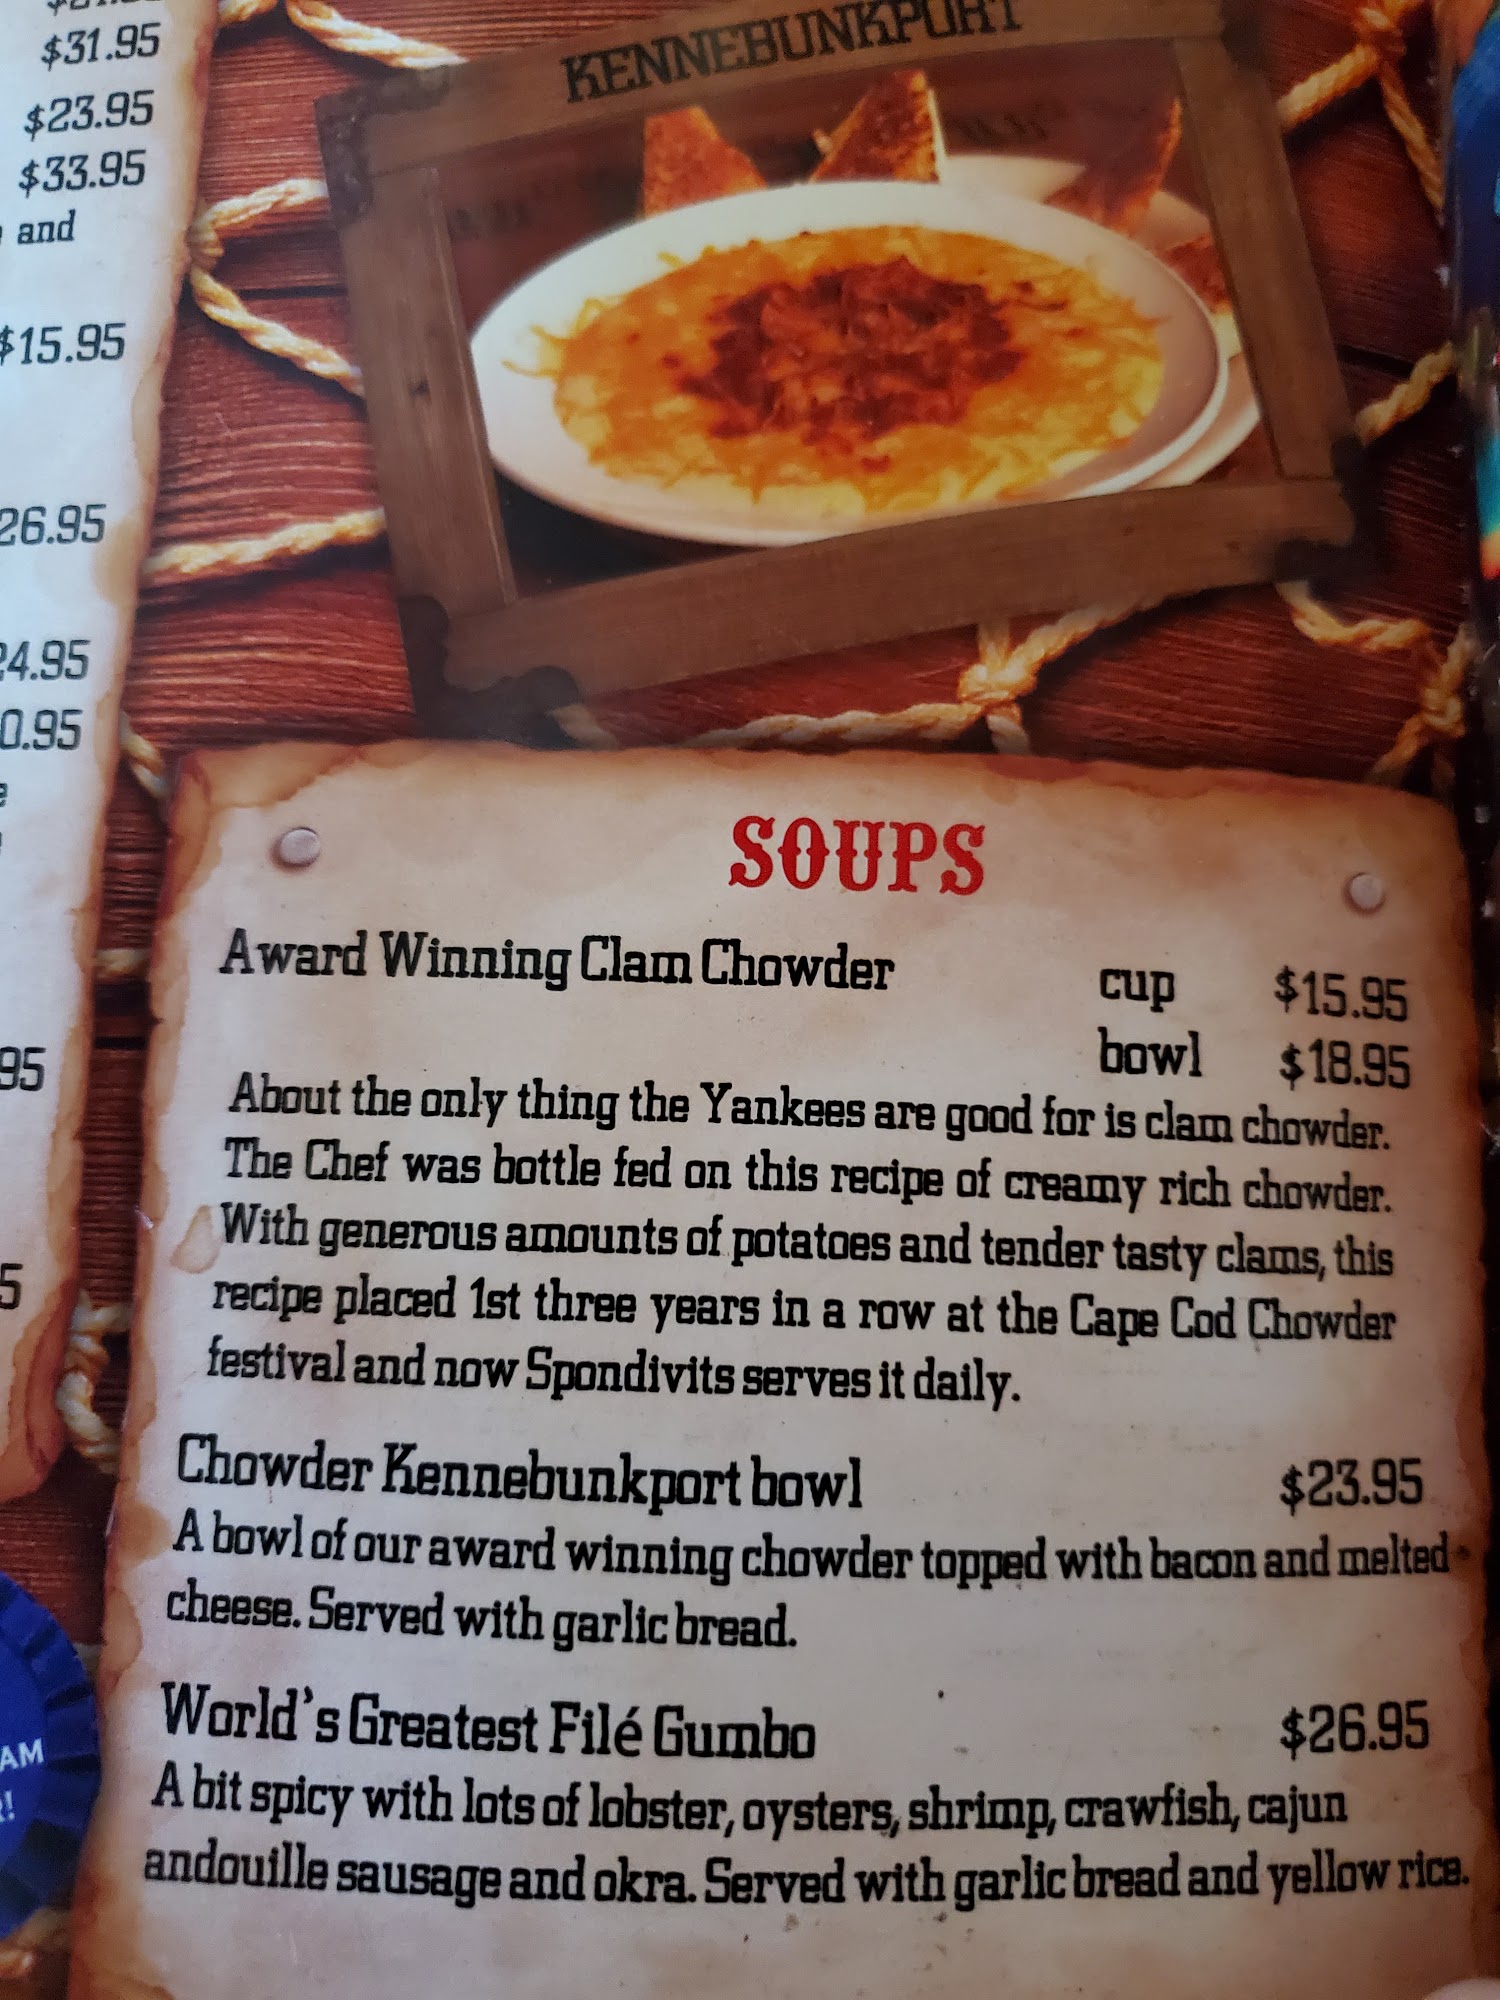 $31.95
$23.95
$33.95
and
$15.95
26.95
24.95
0.95
95
5
AM
!
KENNEBUNKPORT
SOUPS
Award Winning Clam Chowder cup $15.95
bowl $18.95
About the only thing the Yankees are good for is clam chowder.
The Chef was bottle fed on this recipe of creamy rich chowder.
With generous amounts of potatoes and tender tasty clams, this
recipe placed 1st three years in a row at the Cape Cod Chowder
festival and now Spondivits serves it daily.
Chowder Kennebunkport bowl $23.95
A bowl of our award winning chowder topped with bacon and melted
cheese. Served with garlic bread.
World's Greatest Filé Gumbo $26.95
A bit spicy with lots of lobster, oysters, shrimp, crawfish, cajun
andouille sausage and okra. Served with garlic bread and yellow rice.